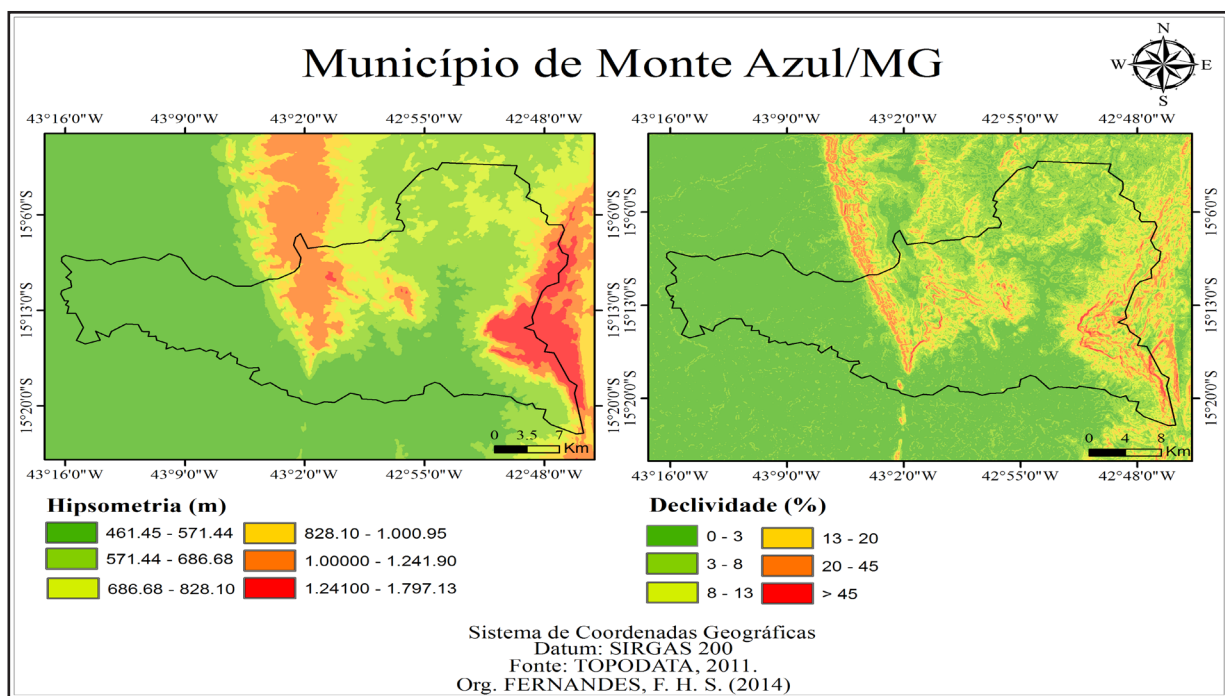 Município de Monte Azul/MG
N
W E
S
43°16'0"W 43°9'0"W 43°2'0"W 42°55'0"W 42°48'0"W
43°16'0"W 43°9'0"W 43°2'0"W 42°55'0"W 42°48'0"W
15°6'0"S 15°6'0"S 15°6'0"S 15°6'0"S
15°13'0"S 15°13'0"S 15°13'0"S 15°13'0"S
15°20'0"S 15°20'0"S 15°20'0"S 15°20'0"S
0 3.5 7
Km
0 4 8
Km
43°16'0"W 43°9'0"W 43°2'0"W 42°55'0"W 42°48'0"W
43°16'0"W 43°9'0"W 43°2'0"W 42°55'0"W 42°48'0"W
Hipsometria (m)
461.45 - 571.44 828.10 - 1.000.95
571.44 - 686.68 1.00000 - 1.241.90
686.68 - 828.10 1.24100 - 1.797.13
Declividade (%)
0 - 3 13 - 20
3 - 8 20 - 45
8 - 13 > 45
Sistema de Coordenadas Geográficas
Datum: SIRGAS 200
Fonte: TOPODATA, 2011.
Org. FERNANDES, F. H. S. (2014)